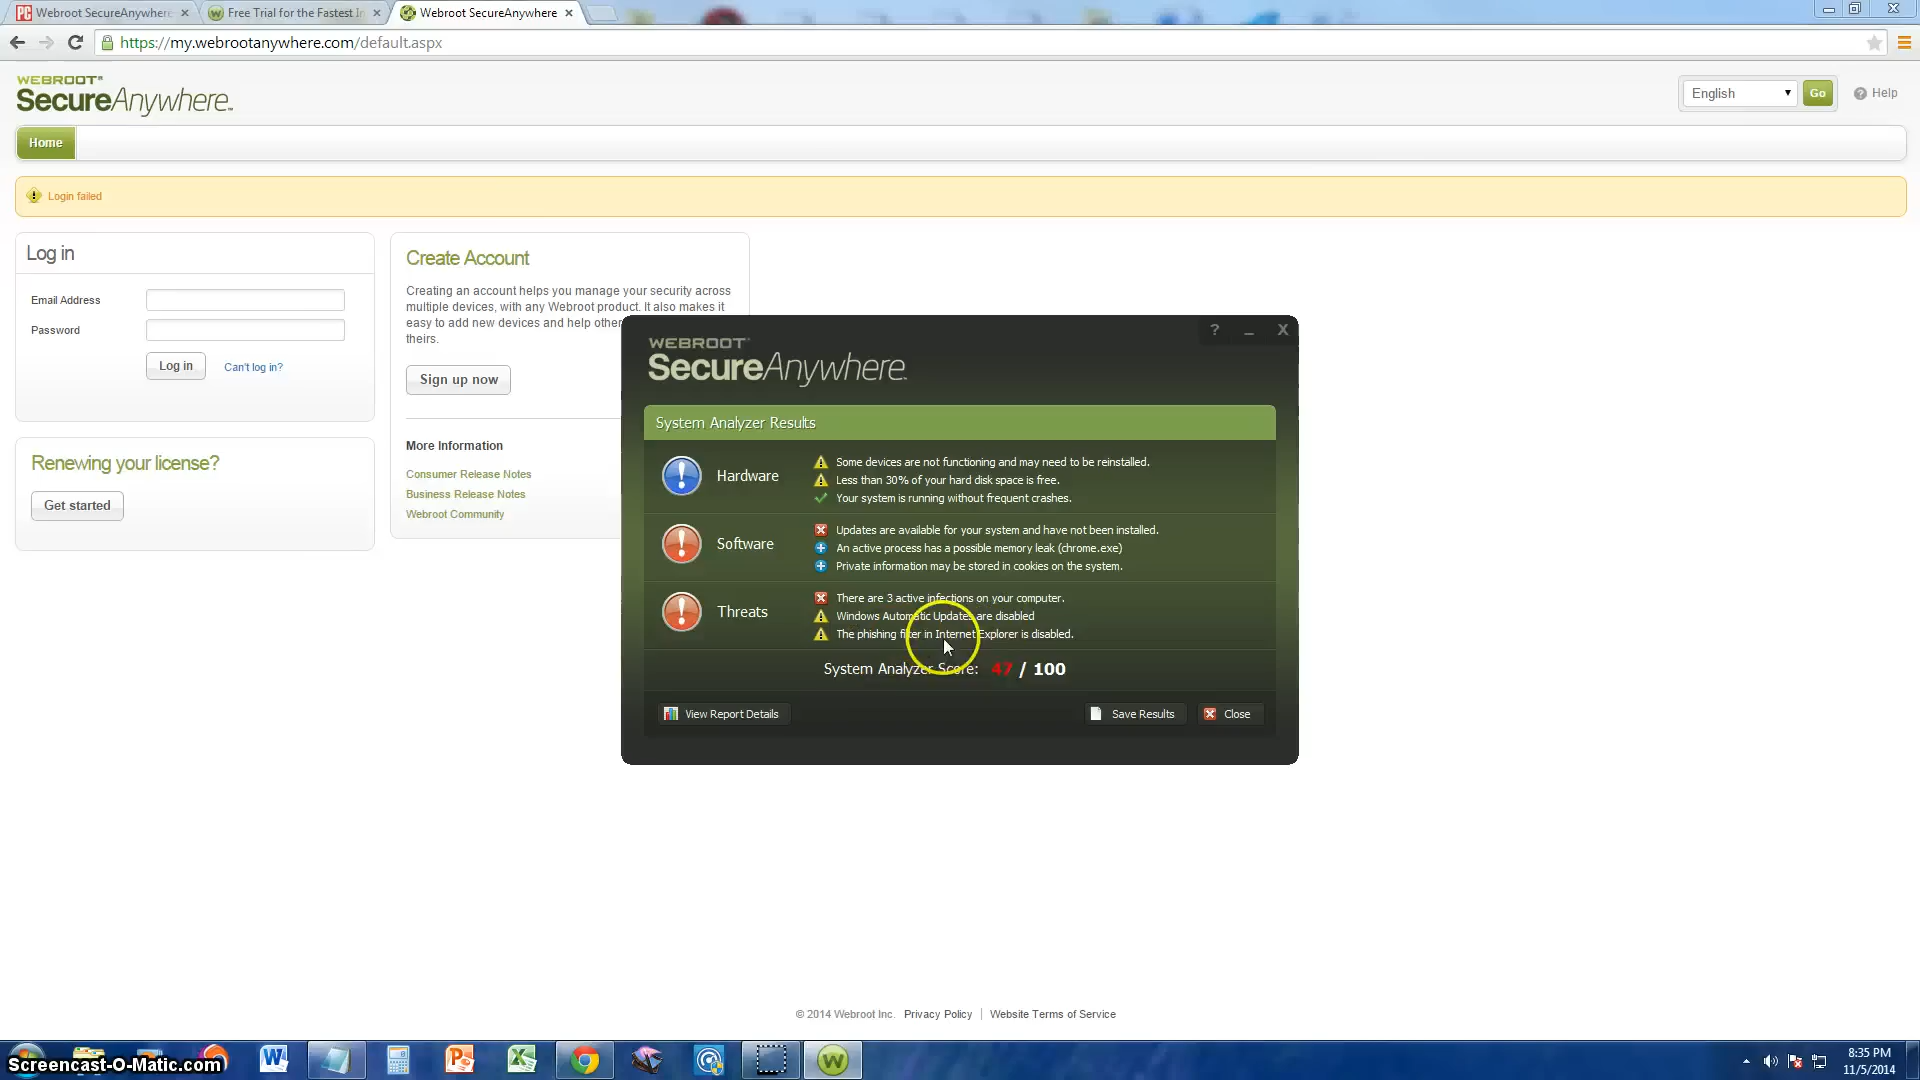 Webroot SecureAnywhere
Free Trial for the Fastest In
Webroot SecureAnywhere
https://my.webrootanywhere.com/default.aspx
WEBROOT®
SecureAnywhere™
English
Go
Help
Home
Login failed
Log in
Email Address
Password
Log in
Can't log in?
Renewing your license?
Get started
Create Account
Creating an account helps you manage your security across
multiple devices, with any Webroot product. It also makes it
easy to add new devices and help other
theirs.
Sign up now
More Information
Consumer Release Notes
Business Release Notes
Webroot Community
? _ X
WEBROOT™
SecureAnywhere™
System Analyzer Results
Hardware
Some devices are not functioning and may need to be reinstalled.
Less than 30% of your hard disk space is free.
Your system is running without frequent crashes.
Software
Updates are available for your system and have not been installed.
An active process has a possible memory leak (chrome.exe)
Private information may be stored in cookies on the system.
Threats
There are 3 active infections on your computer.
Windows Automatic Updates are disabled
The phishing filter in Internet Explorer is disabled.
System Analyzer Score: 47 / 100
View Report Details
Save Results
Close
© 2014 Webroot Inc. Privacy Policy | Website Terms of Service
Screencast-O-Matic.com
8:35 PM
11/5/2014